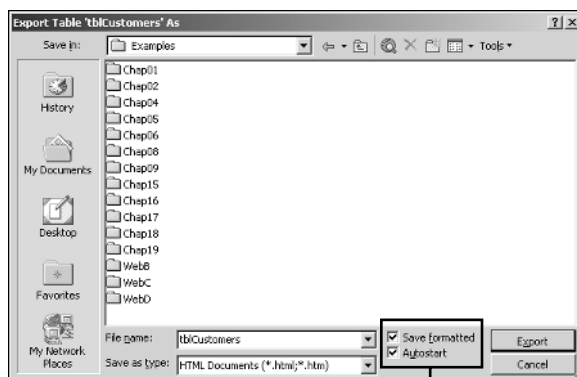 Export Table 'tblCustomers' As
Save in: Examples Tools
History
My Documents
Desktop
Favorites
My Network Places
Chap01
Chap02
Chap04
Chap05
Chap06
Chap08
Chap09
Chap15
Chap16
Chap17
Chap18
Chap19
WebB
WebC
WebD
File name: tblCustomers
Save as type: HTML Documents (*.html;*.htm)
Save formatted
Autostart
Export
Cancel